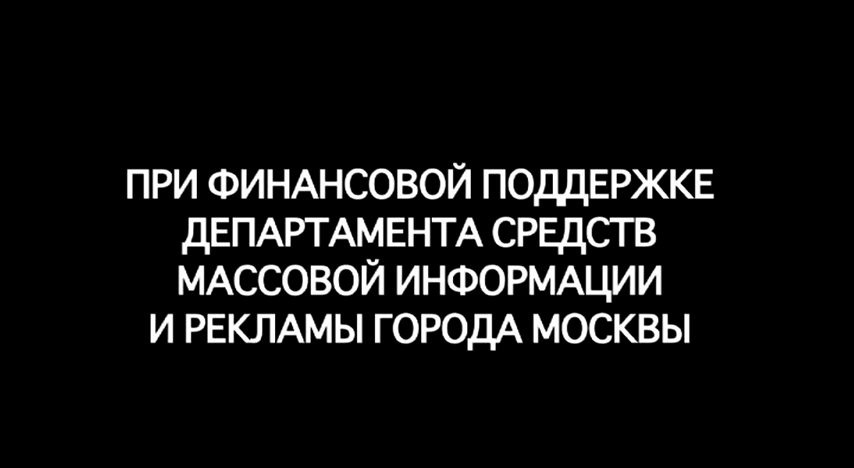 ПРИ ФИНАНСОВОЙ ПОДДЕРЖКЕ
ДЕПАРТАМЕНТА СРЕДСТВ
МАССОВОЙ ИНФОРМАЦИИ
И РЕКЛАМЫ ГОРОДА МОСКВЫ